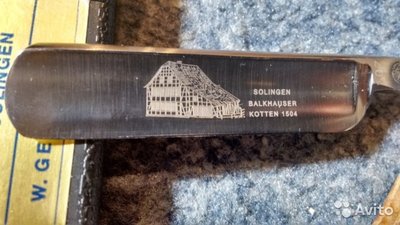 SOLINGEN
BALKHAUSER
KOTTEN 1504
SOLINGEN
W. GE
Avito